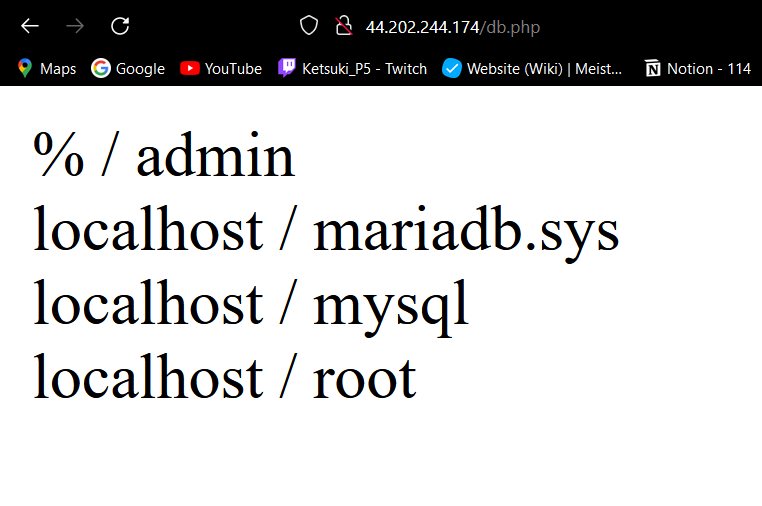 44.202.244.174/db.php
Maps Google YouTube Ketsuki_P5 - Twitch Website (Wiki) | Meist... Notion - 114
% / admin
localhost / mariadb.sys
localhost / mysql
localhost / root